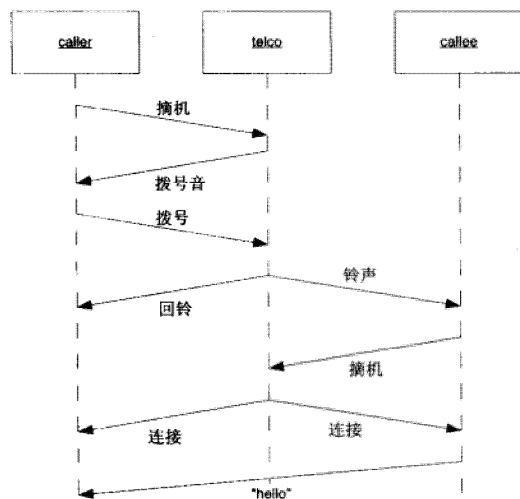 caller telco callee
摘机
拨号音
拨号
铃声
回铃
摘机
连接 连接
"hello"